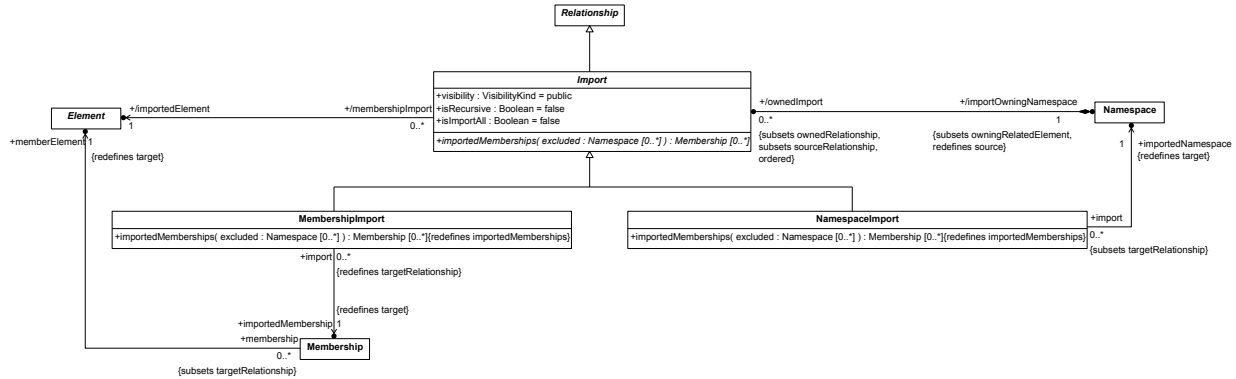 Relationship
Import
+visibility : VisibilityKind = public
+isRecursive : Boolean = false
+isImportAll : Boolean = false
+importedMemberships( excluded : Namespace [0..*] ) : Membership [0..*]
Element
+/importedElement
1
+/membershipImport
0..*
+/ownedImport
0..*
{subsets ownedRelationship,
subsets sourceRelationship,
ordered}
+/importOwningNamespace
1
{subsets owningRelatedElement,
redefines source}
Namespace
+memberElement 1
{redefines target}
1
+importedNamespace
{redefines target}
MembershipImport
+importedMemberships( excluded : Namespace [0..*] ) : Membership [0..*]{redefines importedMemberships}
NamespaceImport
+importedMemberships( excluded : Namespace [0..*] ) : Membership [0..*]{redefines importedMemberships}
+import
0..*
{subsets targetRelationship}
+import 0..*
{redefines targetRelationship}
{redefines target}
+importedMembership 1
+membership
0..*
{subsets targetRelationship}
Membership